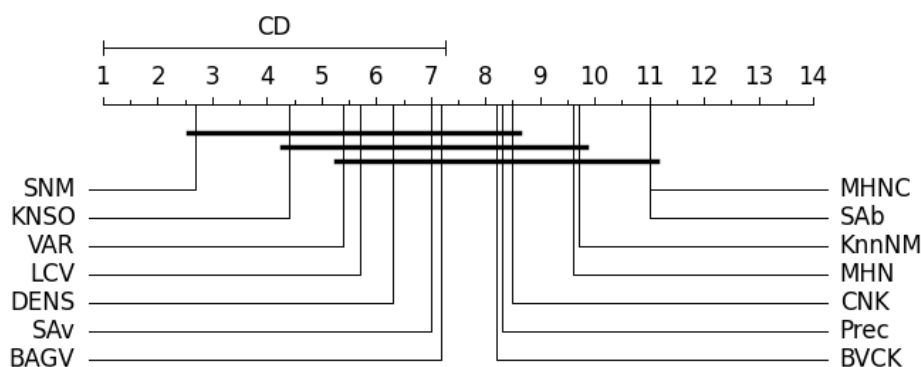 CD
1 2 3 4 5 6 7 8 9 10 11 12 13 14
SNM MHNC
KNSO SAb
VAR KnnNM
LCV MHN
DENS CNK
SAv Prec
BAGV BVCK